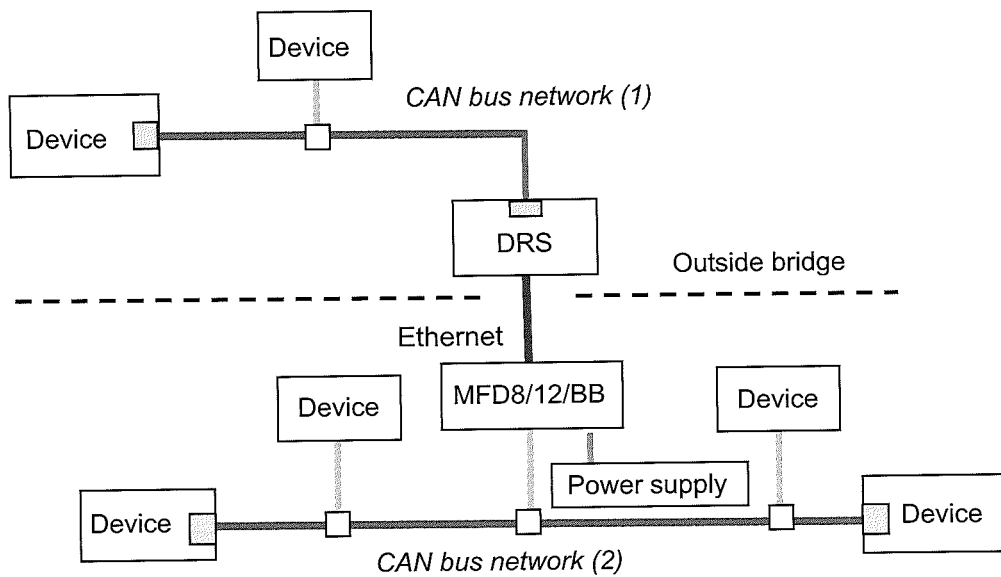 Device
CAN bus network (1)
Device
DRS
Outside bridge
Ethernet
MFD8/12/BB
Device
Device
Power supply
Device
Device
CAN bus network (2)